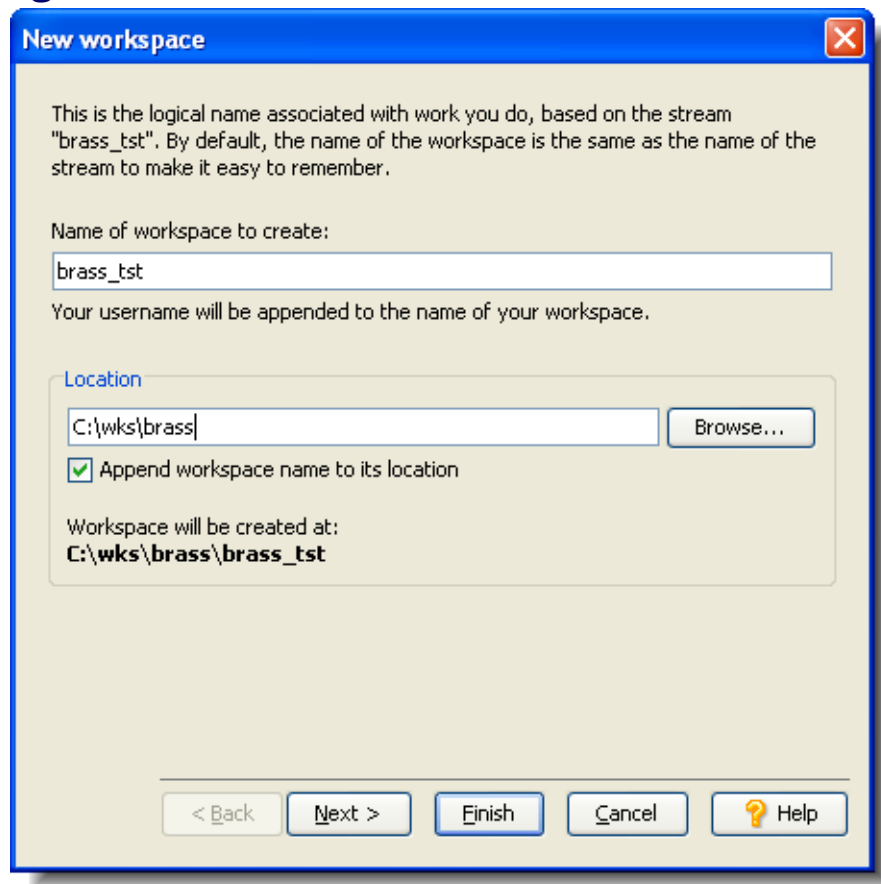 New workspace
This is the logical name associated with work you do, based on the stream
"brass_tst". By default, the name of the workspace is the same as the name of the
stream to make it easy to remember.
Name of workspace to create:
brass_tst
Your username will be appended to the name of your workspace.
Location
C:\wks\brass
Browse...
Append workspace name to its location
Workspace will be created at:
C:\wks\brass\brass_tst
< Back Next > Finish Cancel Help